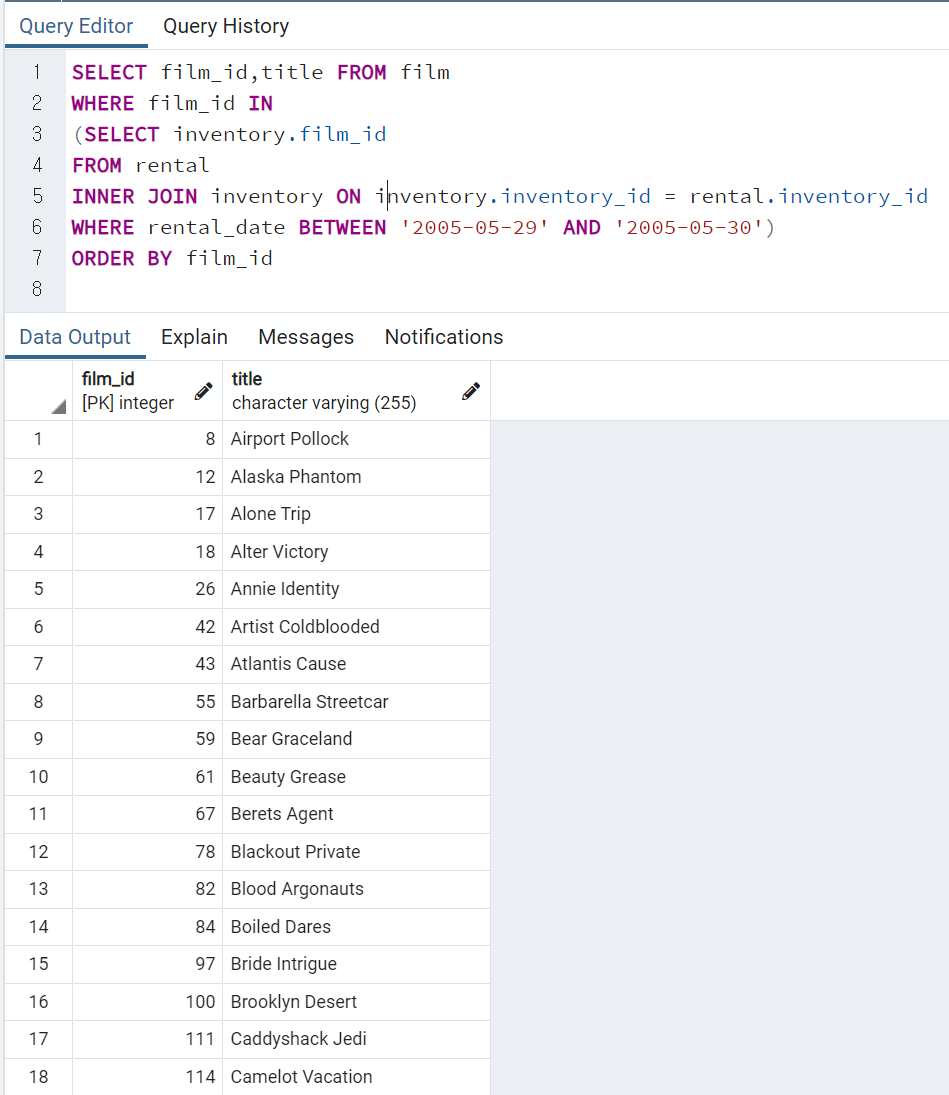 Query Editor Query History
1 SELECT film_id,title FROM film
2 WHERE film_id IN
3 (SELECT inventory.film_id
4 FROM rental
5 INNER JOIN inventory ON inventory.inventory_id = rental.inventory_id
6 WHERE rental_date BETWEEN '2005-05-29' AND '2005-05-30')
7 ORDER BY film_id
8
Data Output Explain Messages Notifications
film_id title
[PK] integer character varying (255)
1 8 Airport Pollock
2 12 Alaska Phantom
3 17 Alone Trip
4 18 Alter Victory
5 26 Annie Identity
6 42 Artist Coldblooded
7 43 Atlantis Cause
8 55 Barbarella Streetcar
9 59 Bear Graceland
10 61 Beauty Grease
11 67 Berets Agent
12 78 Blackout Private
13 82 Blood Argonauts
14 84 Boiled Dares
15 97 Bride Intrigue
16 100 Brooklyn Desert
17 111 Caddyshack Jedi
18 114 Camelot Vacation